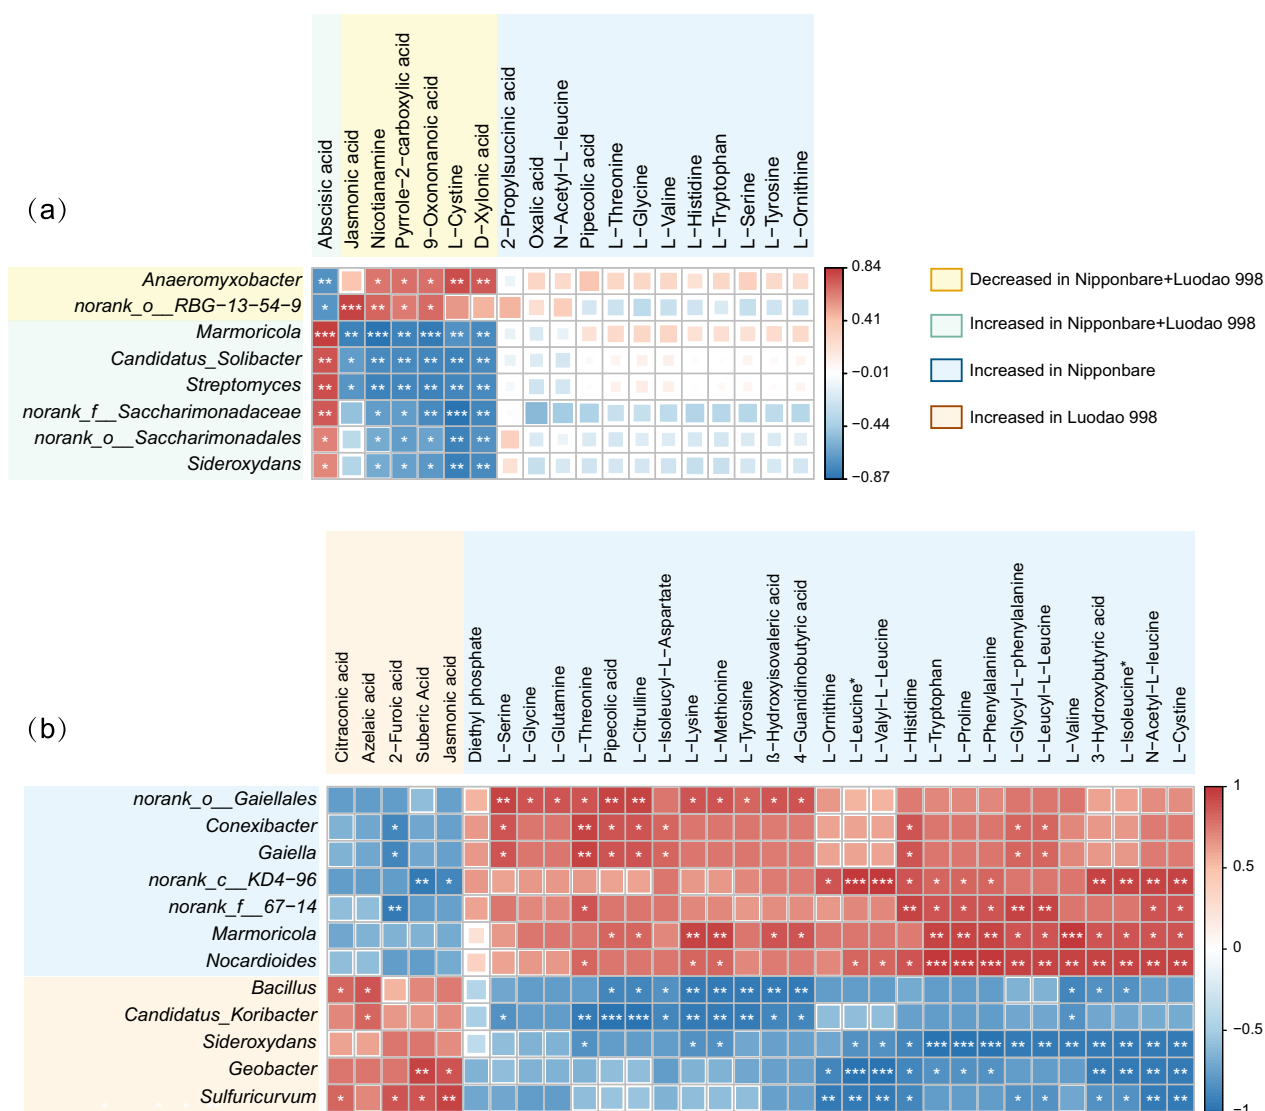 (a)
Abscisic acid
Jasmonic acid
Nicotianamine
Pyrrole−2−carboxylic acid
9−Oxononanoic acid
L−Cystine
D−Xylonic acid
2−Propylsuccinic acid
Oxalic acid
N−Acetyl−L−leucine
Pipecolic acid
L−Threonine
L−Glycine
L−Valine
L−Histidine
L−Tryptophan
L−Serine
L−Tyrosine
L−Ornithine
Anaeromyxobacter ** * * * ** **
norank_o__RBG−13−54−9 * *** ** * *
Marmoricola *** ** *** ** *** ** **
Candidatus_Solibacter ** * ** ** ** ** **
Streptomyces ** * ** ** ** ** **
norank_f__Saccharimonadaceae ** * * ** *** **
norank_o__Saccharimonadales * * * * ** **
Sideroxydans * * * * ** **
0.84
0.41
−0.01
−0.44
−0.87
Decreased in Nipponbare+Luodao 998
Increased in Nipponbare+Luodao 998
Increased in Nipponbare
Increased in Luodao 998
(b)
Citraconic acid
Azelaic acid
2−Furoic acid
Suberic Acid
Jasmonic acid
Diethyl phosphate
L−Serine
L−Glycine
L−Glutamine
L−Threonine
Pipecolic acid
L−Citrulline
L−Isoleucyl−L−Aspartate
L−Lysine
L−Methionine
L−Tyrosine
ß−Hydroxyisovaleric acid
4−Guanidinobutyric acid
L−Ornithine
L−Leucine*
L−Valyl−L−Leucine
L−Histidine
L−Tryptophan
L−Proline
L−Phenylalanine
L−Glycyl−L−phenylalanine
L−Leucyl−L−Leucine
L−Valine
3−Hydroxybutyric acid
L−Isoleucine*
N−Acetyl−L−leucine
L−Cystine
norank_o__Gaiellales ** * * * ** ** * * * * *
Conexibacter * * ** * * * * * *
Gaiella * * ** * * * * * *
norank_c__KD4−96 ** * * *** *** * * * * ** ** ** **
norank_f__67−14 ** * ** * * * ** ** * *
Marmoricola * * ** ** * * ** ** ** * * *** * * * *
Nocardioides * * * * * * *** *** *** ** ** ** ** ** ** **
Bacillus * * * * * ** ** ** ** ** * * *
Candidatus_Koribacter * * ** *** *** * ** ** ** * * *
Sideroxydans * * * * * * *** *** *** ** ** ** ** ** ** **
Geobacter ** * * *** *** * * * * ** ** ** **
Sulfuricurvum * * * ** ** ** ** * * * * * ** **
1
0.5
0
−0.5
−1